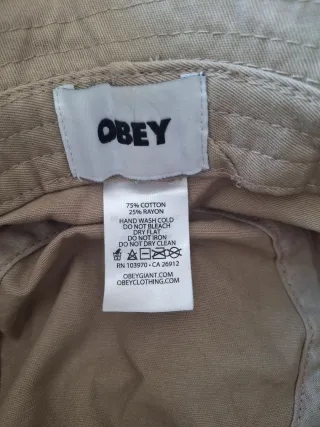 OBEY
75% COTTON
25% RAYON
HAND WASH COLD
DO NOT BLEACH
DRY FLAT
DO NOT IRON
DO NOT DRY CLEAN
RN 103970 • CA 26912
OBEYGIANT.COM
OBEYCLOTHING.COM